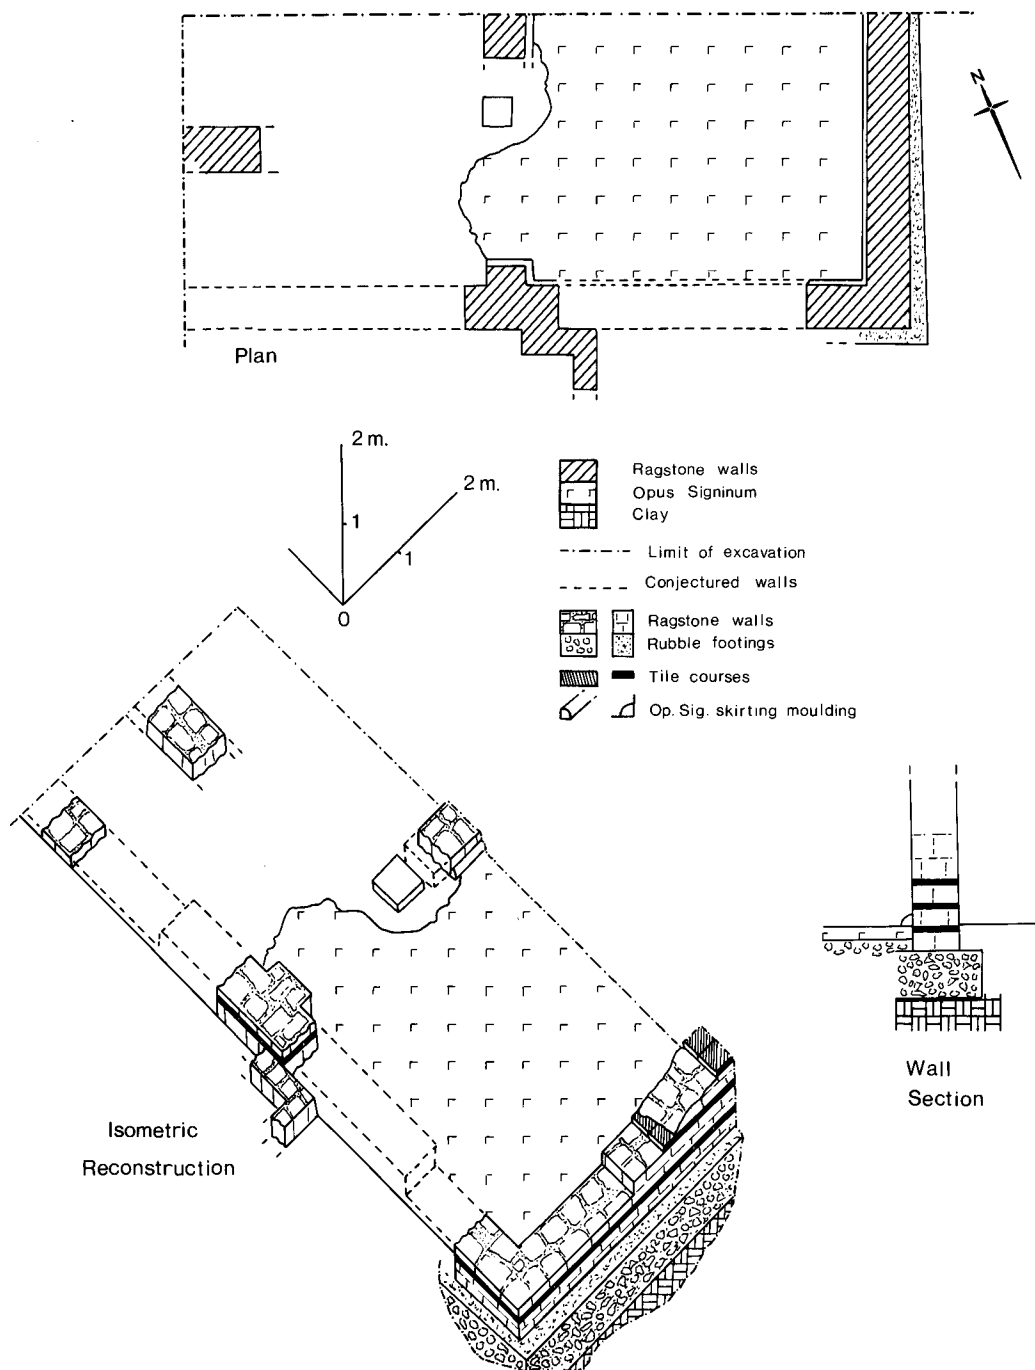 N
Plan
2 m.
2 m.
1
1
0
Ragstone walls
Opus Signinum
Clay
Limit of excavation
Conjectured walls
Ragstone walls
Rubble footings
Tile courses
Op. Sig. skirting moulding
Isometric
Reconstruction
Wall
Section